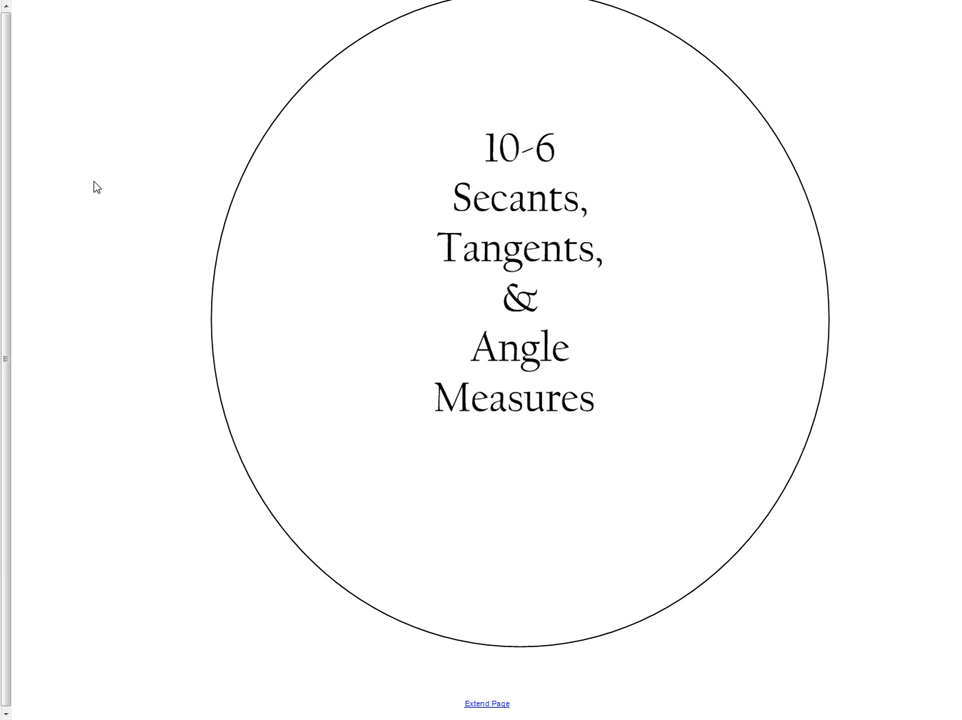 10-6
Secants,
Tangents,
&
Angle
Measures
Extend Page